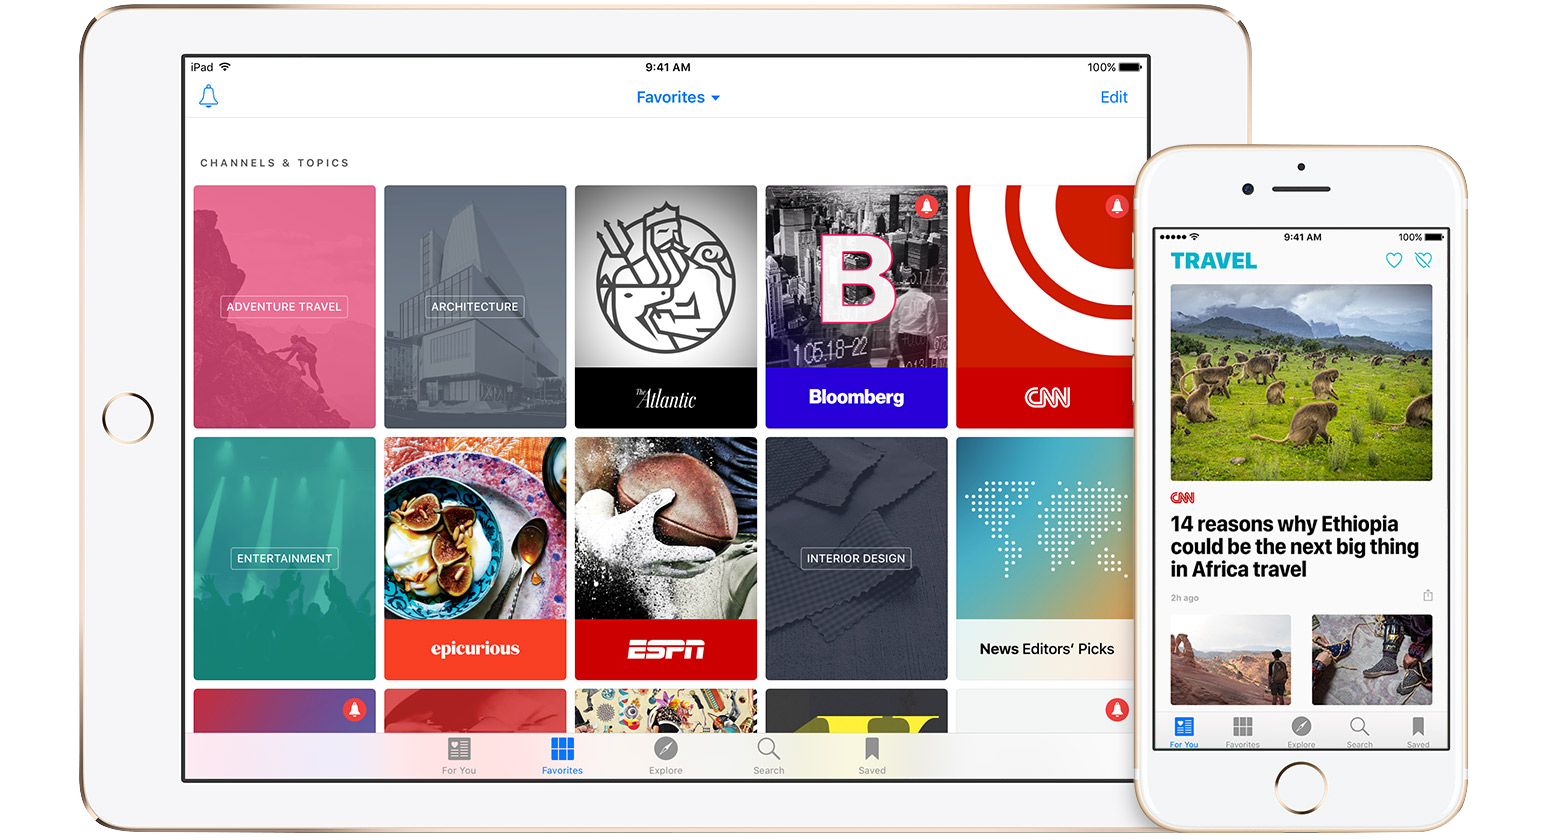 iPad
9:41 AM
100%
Favorites
Edit
CHANNELS & TOPICS
ADVENTURE TRAVEL
ARCHITECTURE
The Atlantic
B
105.18-22
Bloomberg
CNN
ENTERTAINMENT
epicurious
ESPN
INTERIOR DESIGN
News Editors’ Picks
For You
Favorites
Explore
Search
Saved
9:41 AM
100%
TRAVEL
CNN
14 reasons why Ethiopia
could be the next big thing
in Africa travel
2h ago
For You
Favorites
Explore
Search
Saved